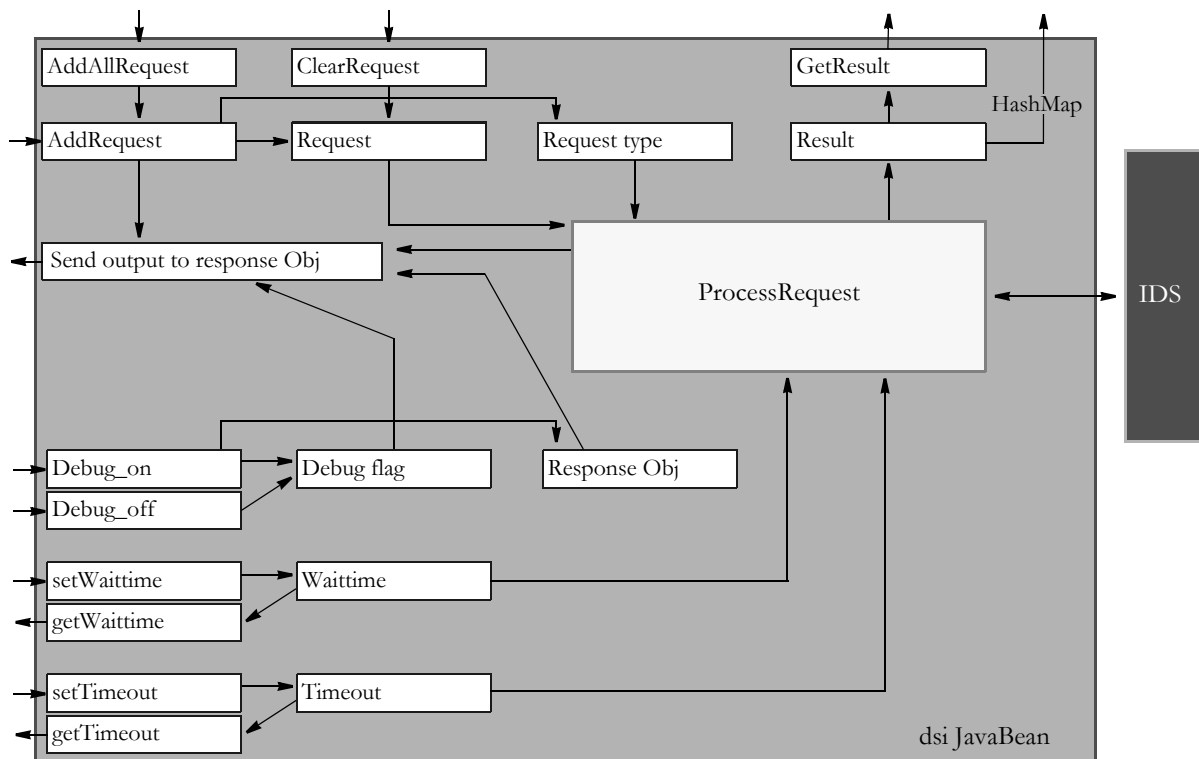 AddAllRequest
ClearRequest
GetResult
HashMap
AddRequest
Request
Request type
Result
Send output to response Obj
ProcessRequest
IDS
Debug_on
Debug flag
Response Obj
Debug_off
setWaittime
Waittime
getWaittime
setTimeout
Timeout
getTimeout
dsi JavaBean